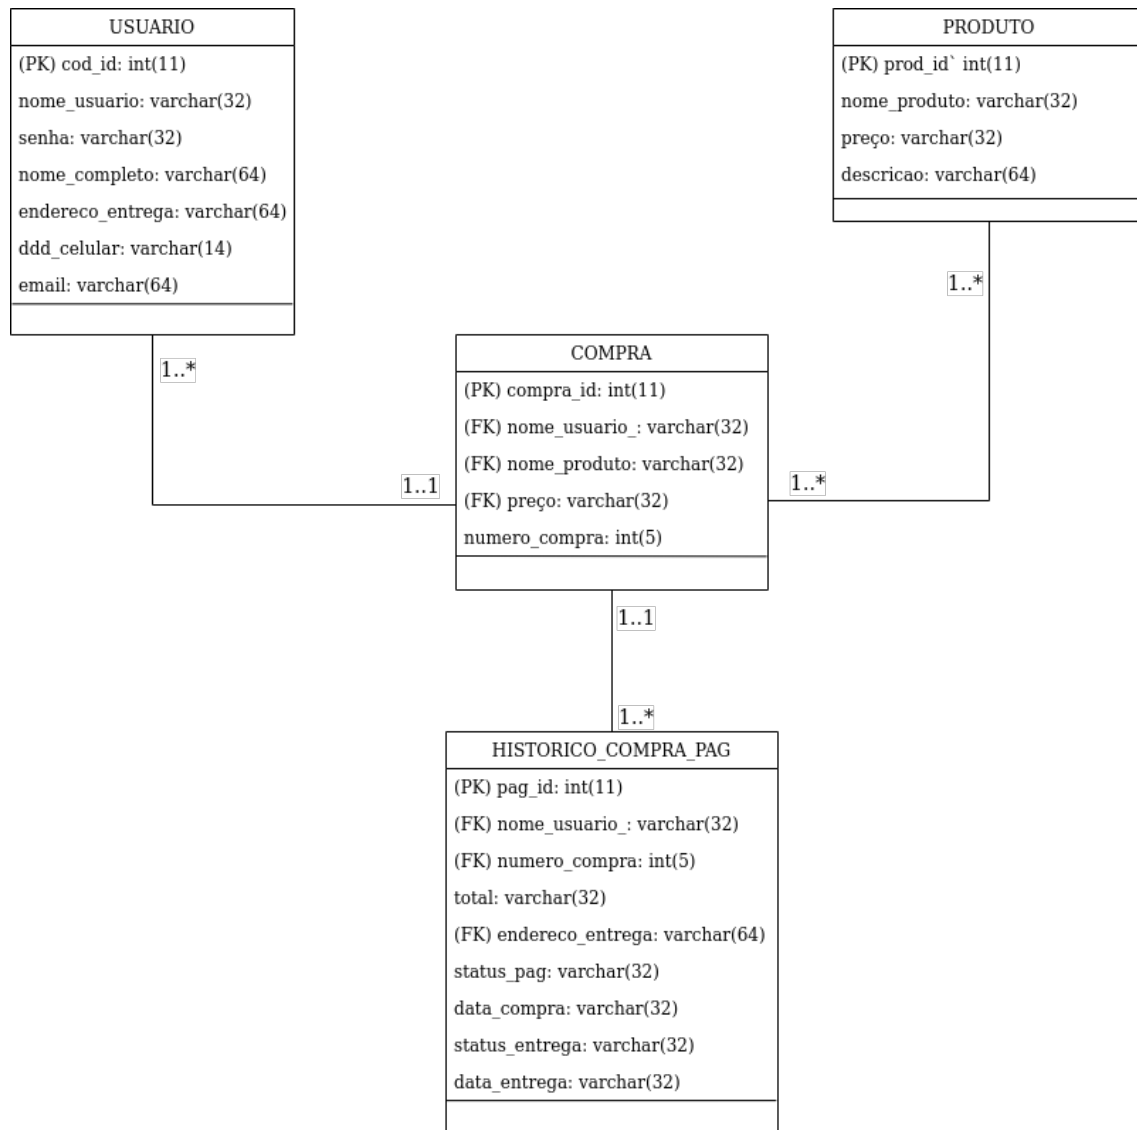 USUARIO
(PK) cod_id: int(11)
nome_usuario: varchar(32)
senha: varchar(32)
nome_completo: varchar(64)
endereco_entrega: varchar(64)
ddd_celular: varchar(14)
email: varchar(64)
PRODUTO
(PK) prod_id` int(11)
nome_produto: varchar(32)
preço: varchar(32)
descricao: varchar(64)
1..*
1..*
COMPRA
(PK) compra_id: int(11)
(FK) nome_usuario_: varchar(32)
(FK) nome_produto: varchar(32)
(FK) preço: varchar(32)
numero_compra: int(5)
1..1
1..*
1..1
1..*
HISTORICO_COMPRA_PAG
(PK) pag_id: int(11)
(FK) nome_usuario_: varchar(32)
(FK) numero_compra: int(5)
total: varchar(32)
(FK) endereco_entrega: varchar(64)
status_pag: varchar(32)
data_compra: varchar(32)
status_entrega: varchar(32)
data_entrega: varchar(32)